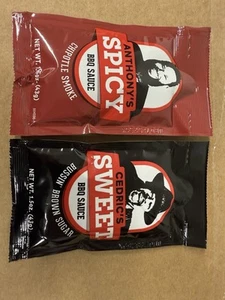 ANTHONY'S
SPICY
BBQ SAUCE
CHIPOTLE SMOKE
NET WT. 1.5oz. (43g)
CEDRIC'S
SWEET
BBQ SAUCE
BUSSIN' BROWN SUGAR
NET WT. 1.5oz. (43g)